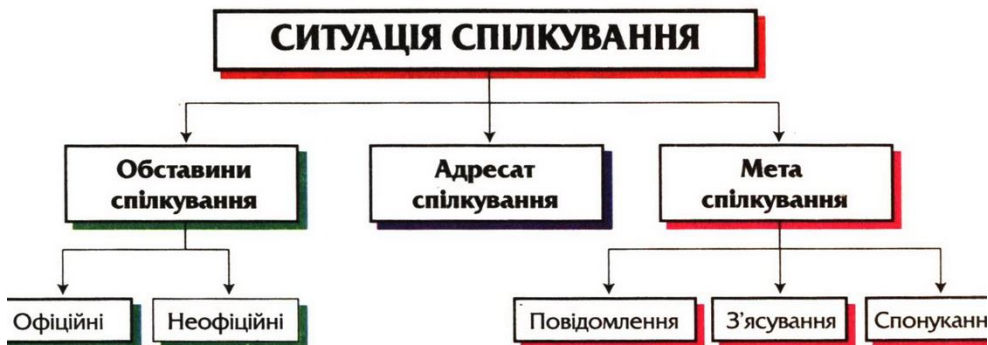 СИТУАЦІЯ СПІЛКУВАННЯ
Обставини
спілкування
Адресат
спілкування
Мета
спілкування
Офіційні
Неофіційні
Повідомлення
З'ясування
Спонуканн